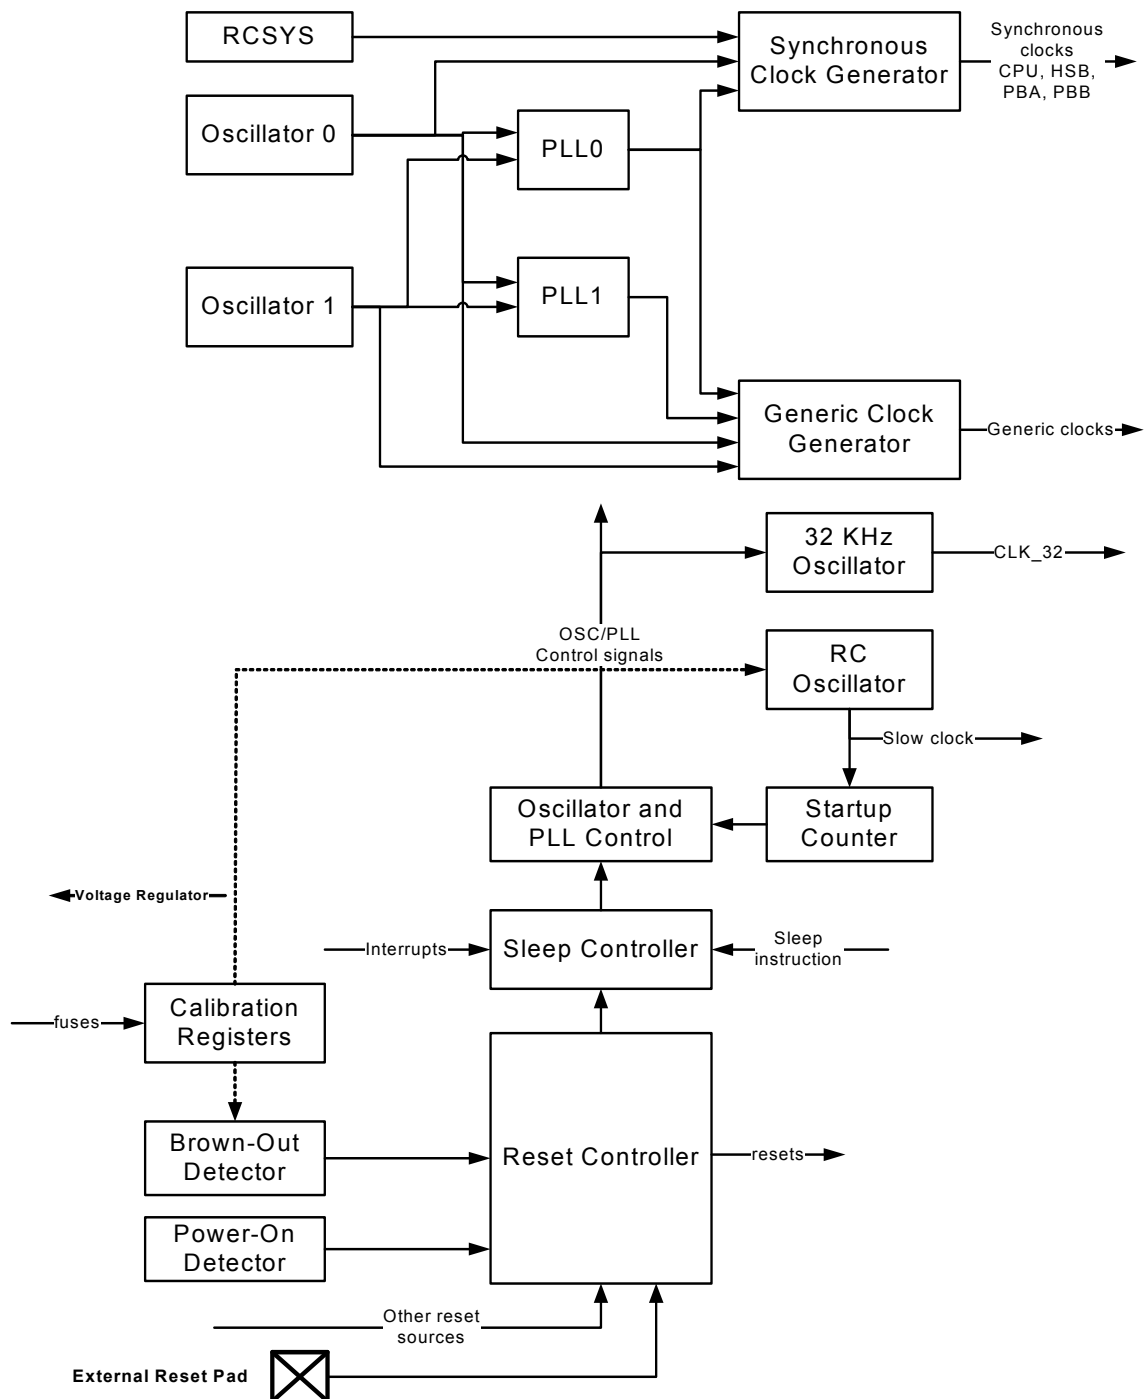 RCSYS
Synchronous
Clock Generator
Synchronous
clocks
CPU, HSB,
PBA, PBB
Oscillator 0
PLL0
Oscillator 1
PLL1
Generic Clock
Generator
Generic clocks
32 KHz
Oscillator
CLK_32
OSC/PLL
Control signals
RC
Oscillator
Slow clock
Oscillator and
PLL Control
Startup
Counter
Voltage Regulator
Interrupts
Sleep Controller
Sleep
instruction
fuses
Calibration
Registers
Brown-Out
Detector
Reset Controller
resets
Power-On
Detector
Other reset
sources
External Reset Pad